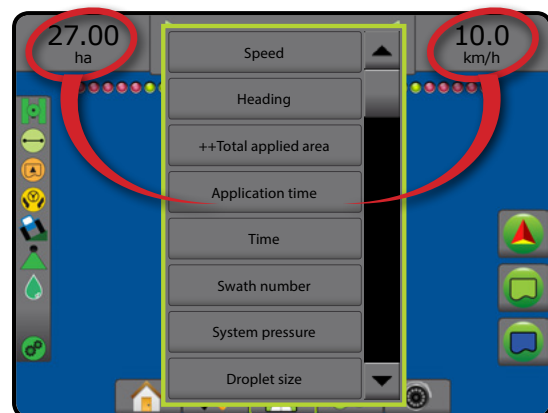 27.00
ha
10.0
km/h
Speed
Heading
++Total applied area
Application time
Time
Swath number
System pressure
Droplet size